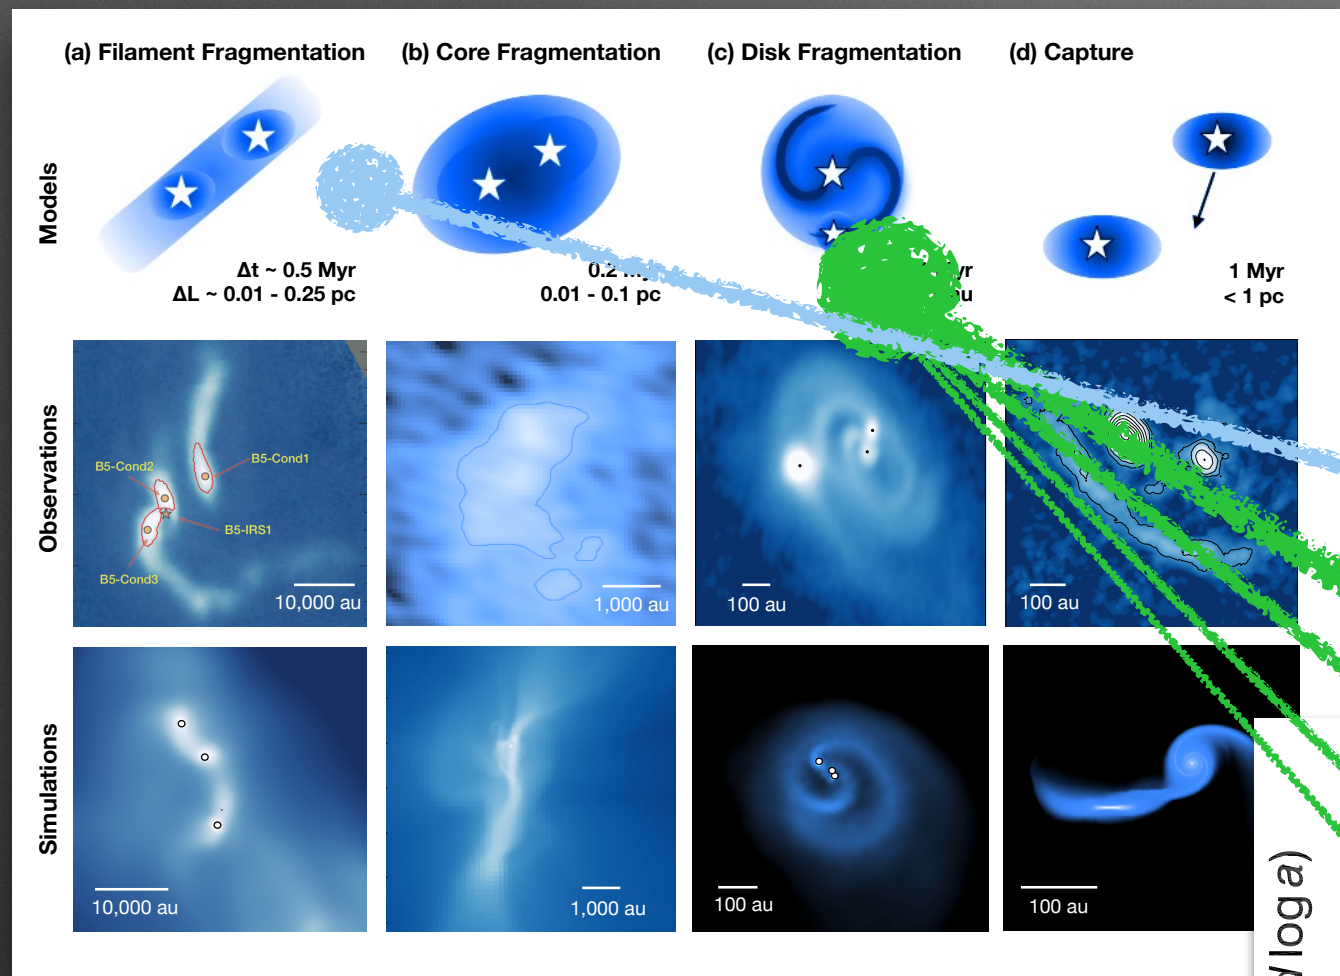 (a) Filament Fragmentation
(b) Core Fragmentation
(c) Disk Fragmentation
(d) Capture
Models
Δt ~ 0.5 Myr
ΔL ~ 0.01 - 0.25 pc
0.2
0.01 - 0.1 pc
1 Myr
< 1 pc
Observations
B5-Cond2
B5-Cond1
B5-IRS1
B5-Cond3
10,000 au
1,000 au
100 au
100 au
Simulations
10,000 au
1,000 au
100 au
100 au
log a)